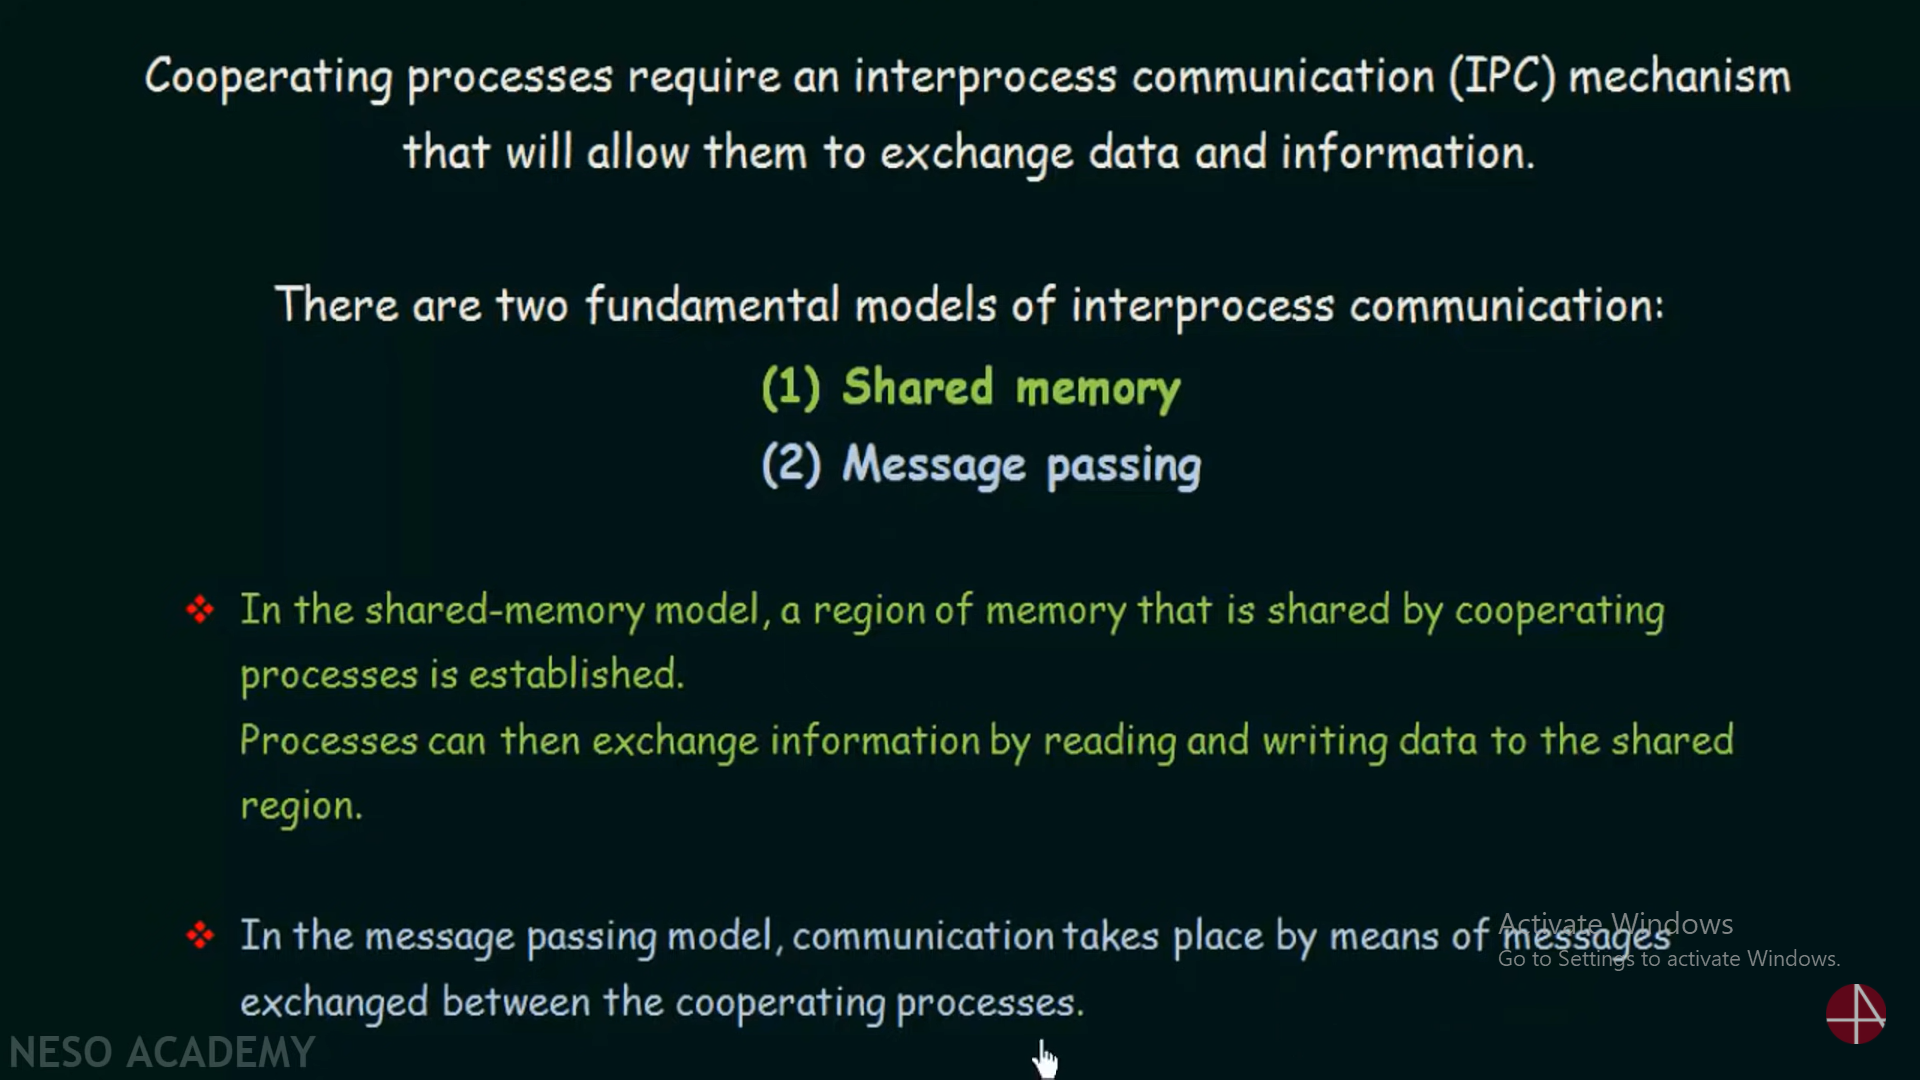 Cooperating processes require an interprocess communication (IPC) mechanism
that will allow them to exchange data and information.
There are two fundamental models of interprocess communication:
(1) Shared memory
(2) Message passing
❖ In the shared-memory model, a region of memory that is shared by cooperating
processes is established.
Processes can then exchange information by reading and writing data to the shared
region.
❖ In the message passing model, communication takes place by means of messages
exchanged between the cooperating processes.
Activate Windows
Go to Settings to activate Windows.
NESO ACADEMY